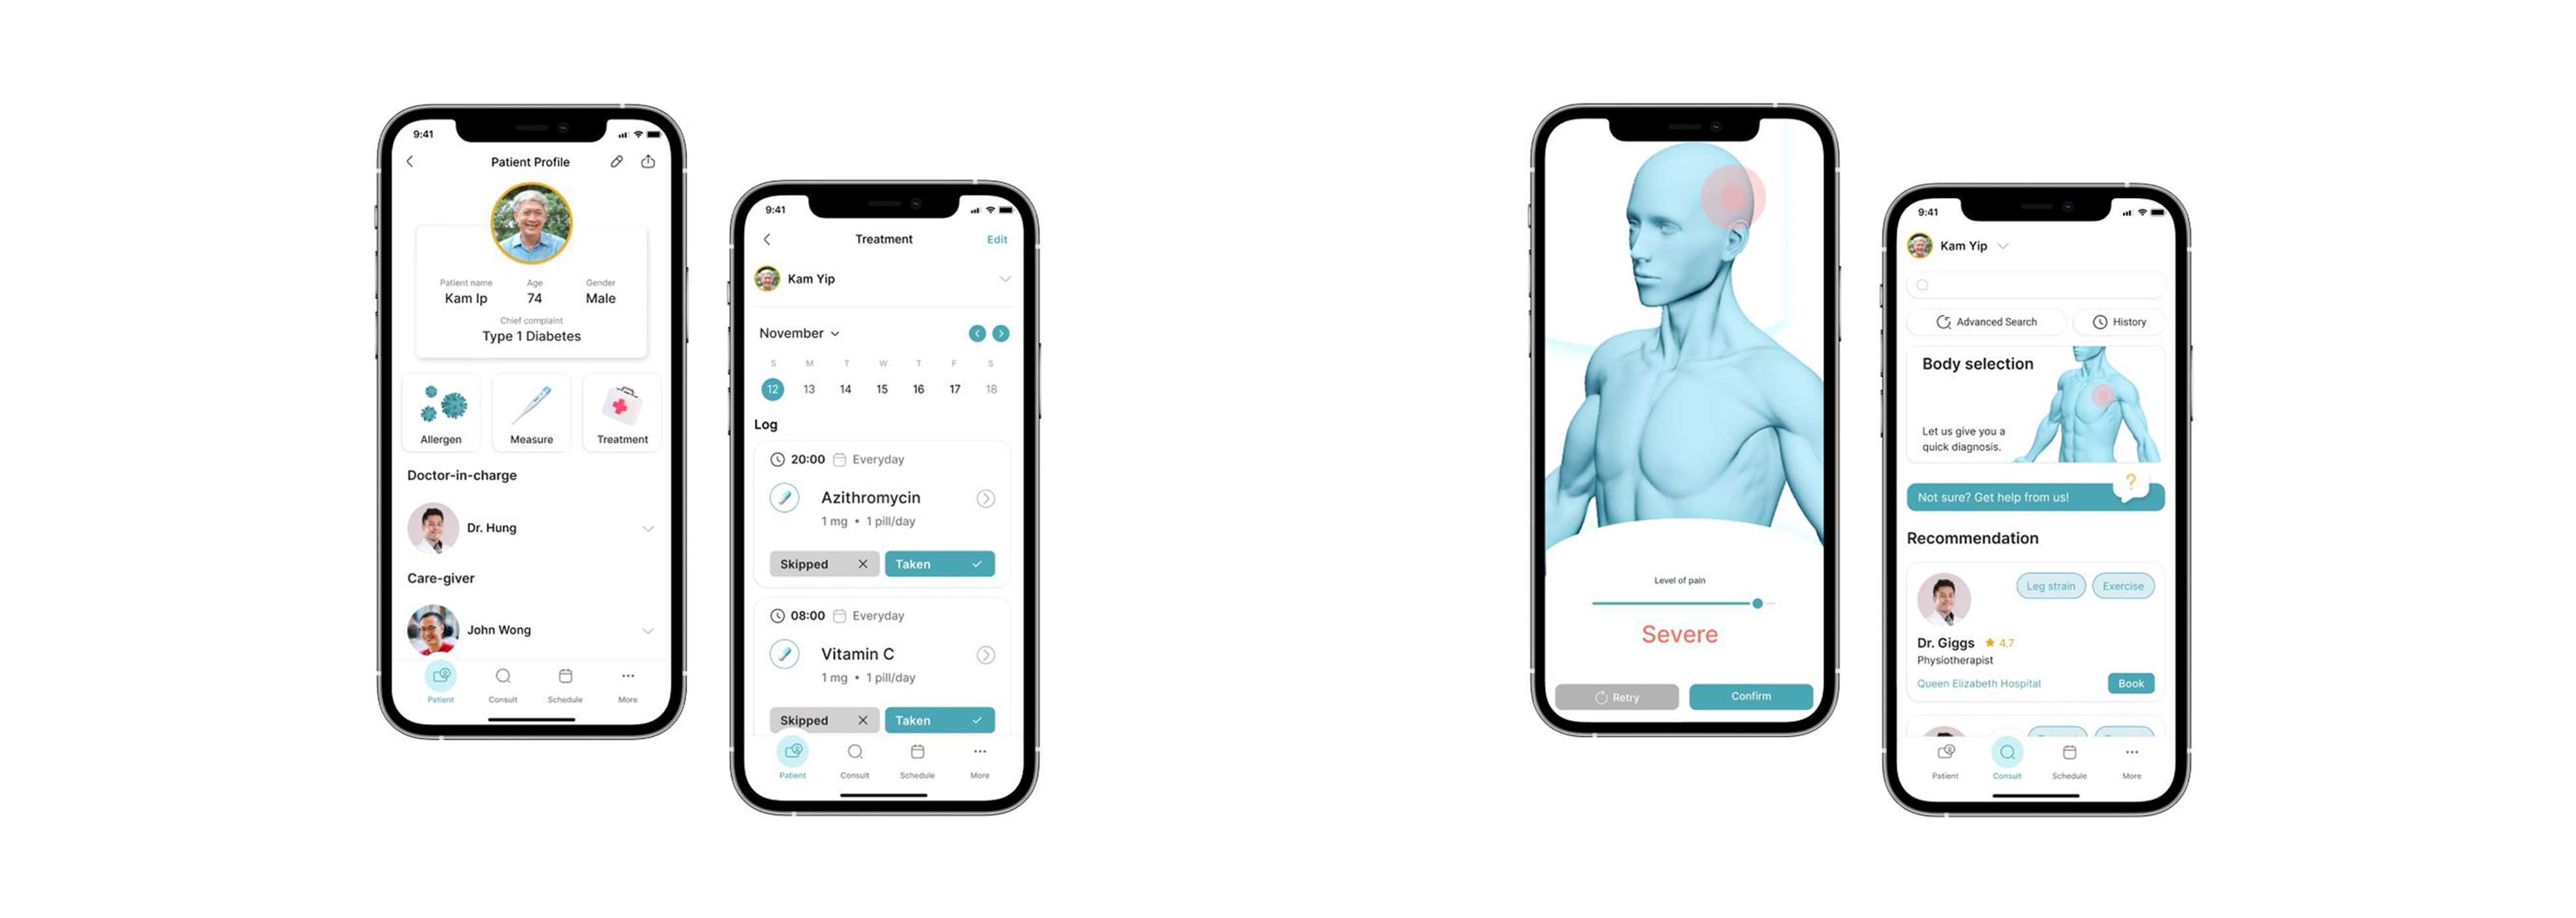 9:41
Patient Profile
Patient name Age Gender
Kam Ip 74 Male
Chief complaint
Type 1 Diabetes
Allergen Measure Treatment
Doctor-in-charge
Dr. Hung
Care-giver
John Wong
Patient Consult Schedule More
9:41
Treatment Edit
Kam Yip
November
S M T W T F S
12 13 14 15 16 17 18
Log
20:00 Everyday
Azithromycin
1 mg • 1 pill/day
Skipped Taken
08:00 Everyday
Vitamin C
1 mg • 1 pill/day
Skipped Taken
Patient Consult Schedule More
Level of pain
Severe
Retry Confirm
9:41
Kam Yip
Advanced Search History
Body selection
Let us give you a
quick diagnosis.
Not sure? Get help from us! ?
Recommendation
Leg strain Exercise
Dr. Giggs 4.7
Physiotherapist
Queen Elizabeth Hospital Book
Patient Consult Schedule More